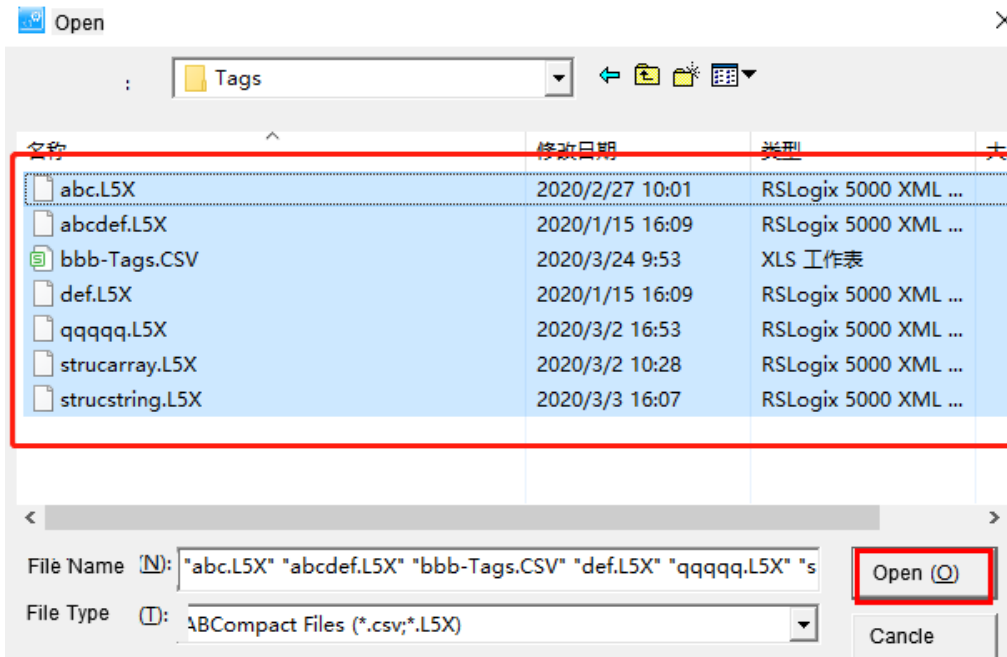 Open
: Tags
名称 修改日期 类型 大
abc.L5X 2020/2/27 10:01 RSLogix 5000 XML ...
abcdef.L5X 2020/1/15 16:09 RSLogix 5000 XML ...
bbb-Tags.CSV 2020/3/24 9:53 XLS 工作表
def.L5X 2020/1/15 16:09 RSLogix 5000 XML ...
qqqqq.L5X 2020/3/2 16:53 RSLogix 5000 XML ...
strucarray.L5X 2020/3/2 10:28 RSLogix 5000 XML ...
strucstring.L5X 2020/3/3 16:07 RSLogix 5000 XML ...
File Name (N): "abc.L5X" "abcdef.L5X" "bbb-Tags.CSV" "def.L5X" "qqqqq.L5X" "s Open (O)
File Type (T): ABCompact Files (*.csv;*.L5X) Cancle